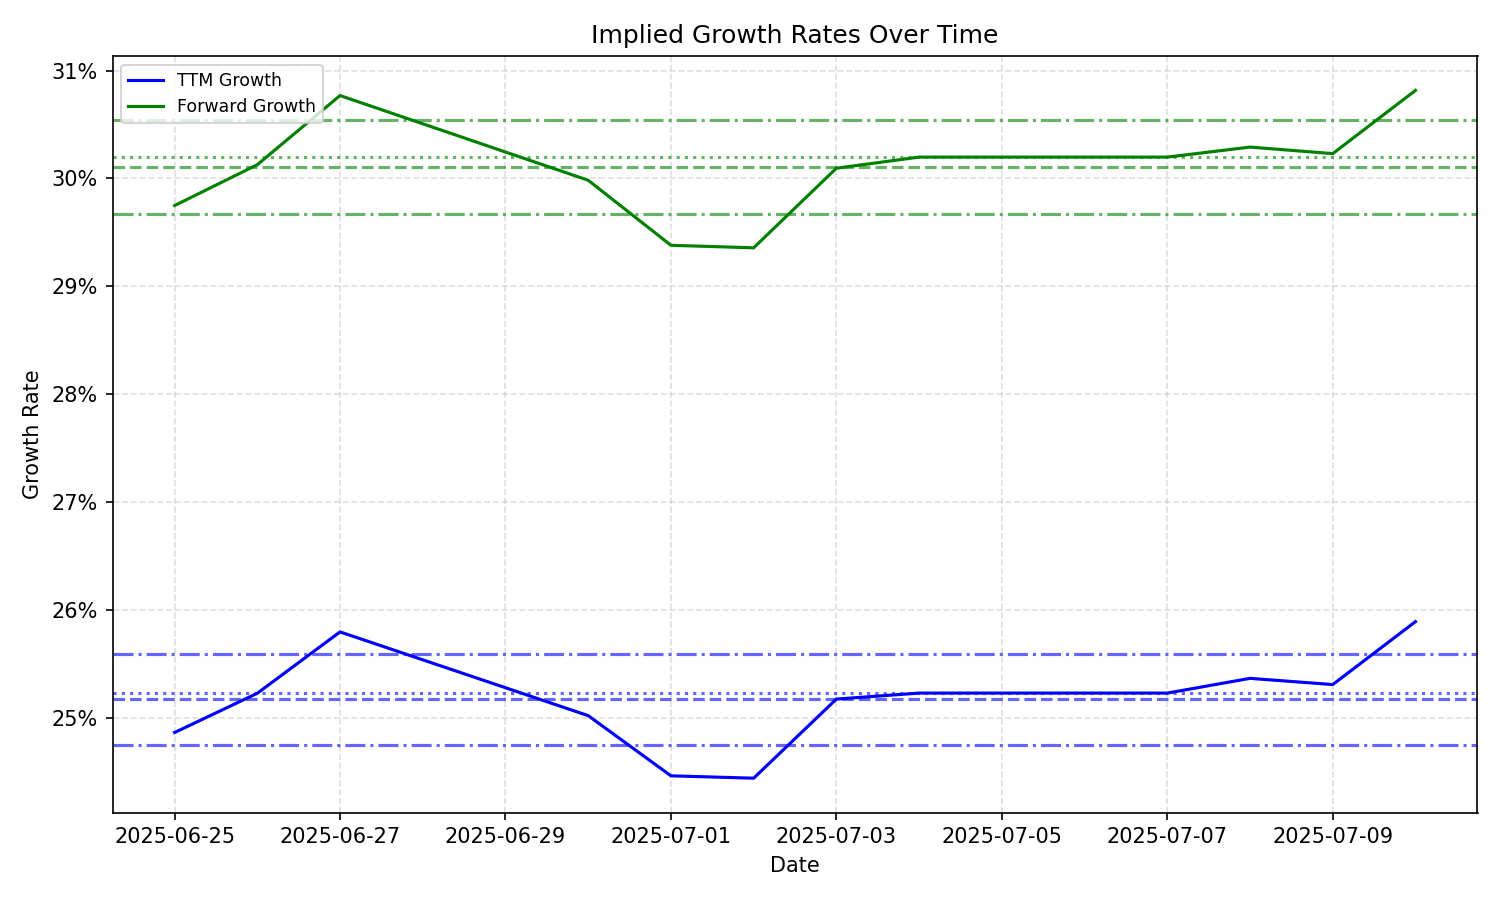 Implied Growth Rates Over Time
TTM Growth
Forward Growth
31%
30%
29%
28%
27%
26%
25%
Growth Rate
2025-06-25 2025-06-27 2025-06-29 2025-07-01 2025-07-03 2025-07-05 2025-07-07 2025-07-09
Date